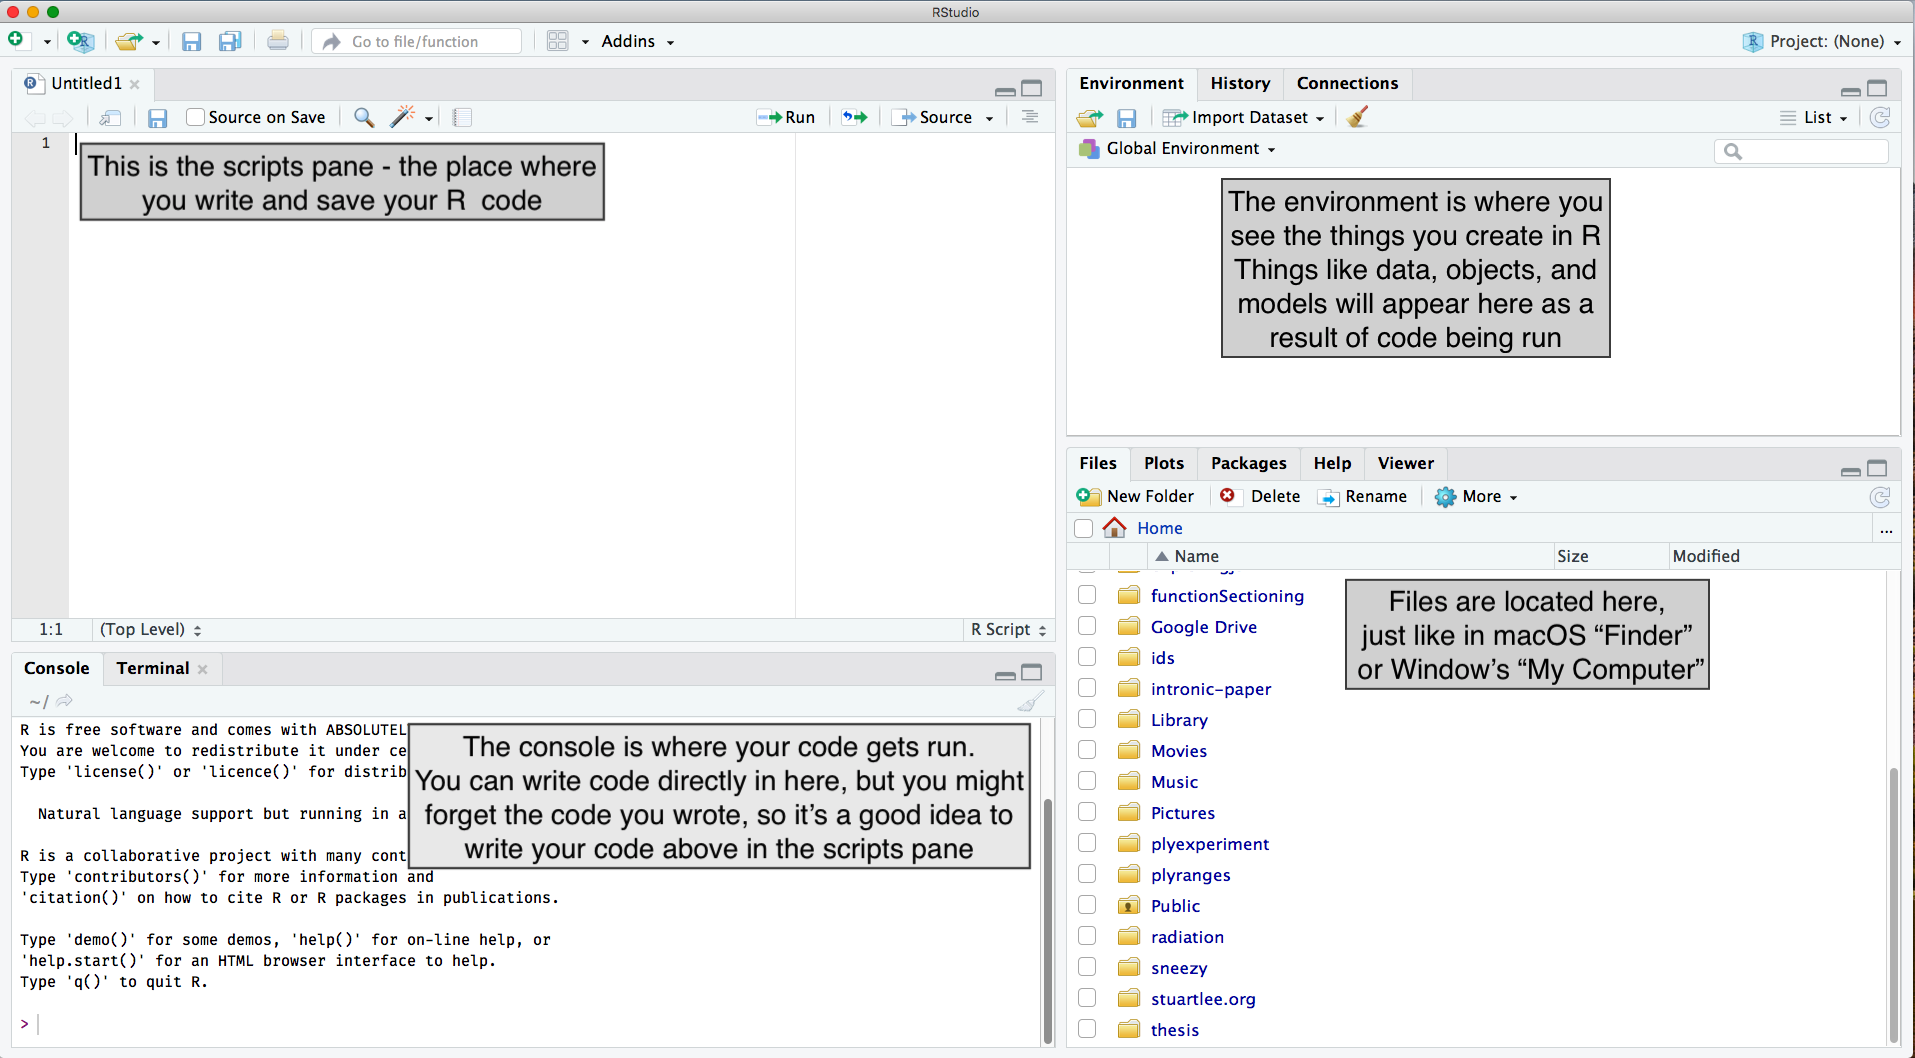 RStudio
Go to file/function
Addins
Project: (None)
Untitled1
Source on Save
Run
Source
1
This is the scripts pane - the place where
you write and save your R  code
1:1
(Top Level)
R Script
Console
Terminal
~/
R is free software and comes with ABSOLUTEL
You are welcome to redistribute it under ce
Type 'license()' or 'licence()' for distrib
Natural language support but running in a
R is a collaborative project with many cont
Type 'contributors()' for more information and
'citation()' on how to cite R or R packages in publications.
Type 'demo()' for some demos, 'help()' for on-line help, or
'help.start()' for an HTML browser interface to help.
Type 'q()' to quit R.
>
The console is where your code gets run.
You can write code directly in here, but you might
forget the code you wrote, so it’s a good idea to
write your code above in the scripts pane
Environment
History
Connections
Import Dataset
List
Global Environment
The environment is where you
see the things you create in R
Things like data, objects, and
models will appear here as a
result of code being run
Files
Plots
Packages
Help
Viewer
New Folder
Delete
Rename
More
Home
...
Name
Size
Modified
functionSectioning
Google Drive
ids
intronic-paper
Library
Movies
Music
Pictures
plyexperiment
plyranges
Public
radiation
sneezy
stuartlee.org
thesis
Files are located here,
just like in macOS “Finder”
or Window’s “My Computer”